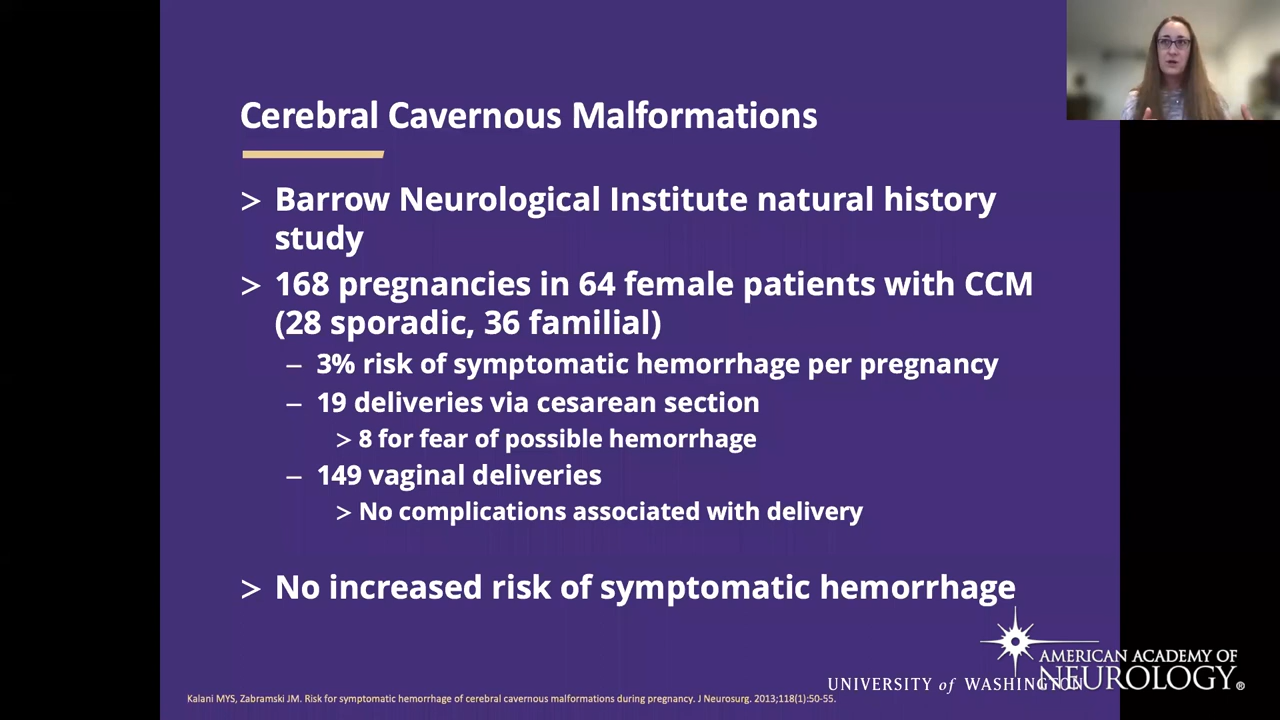 Cerebral Cavernous Malformations
> Barrow Neurological Institute natural history
study
> 168 pregnancies in 64 female patients with CCM
(28 sporadic, 36 familial)
– 3% risk of symptomatic hemorrhage per pregnancy
– 19 deliveries via cesarean section
> 8 for fear of possible hemorrhage
– 149 vaginal deliveries
> No complications associated with delivery
> No increased risk of symptomatic hemorrhage
AMERICAN ACADEMY OF
NEUROLOGY®
UNIVERSITY of WASHINGTON
Kalani MYS, Zabramski JM. Risk for symptomatic hemorrhage of cerebral cavernous malformations during pregnancy. J Neurosurg. 2013;118(1):50-55.